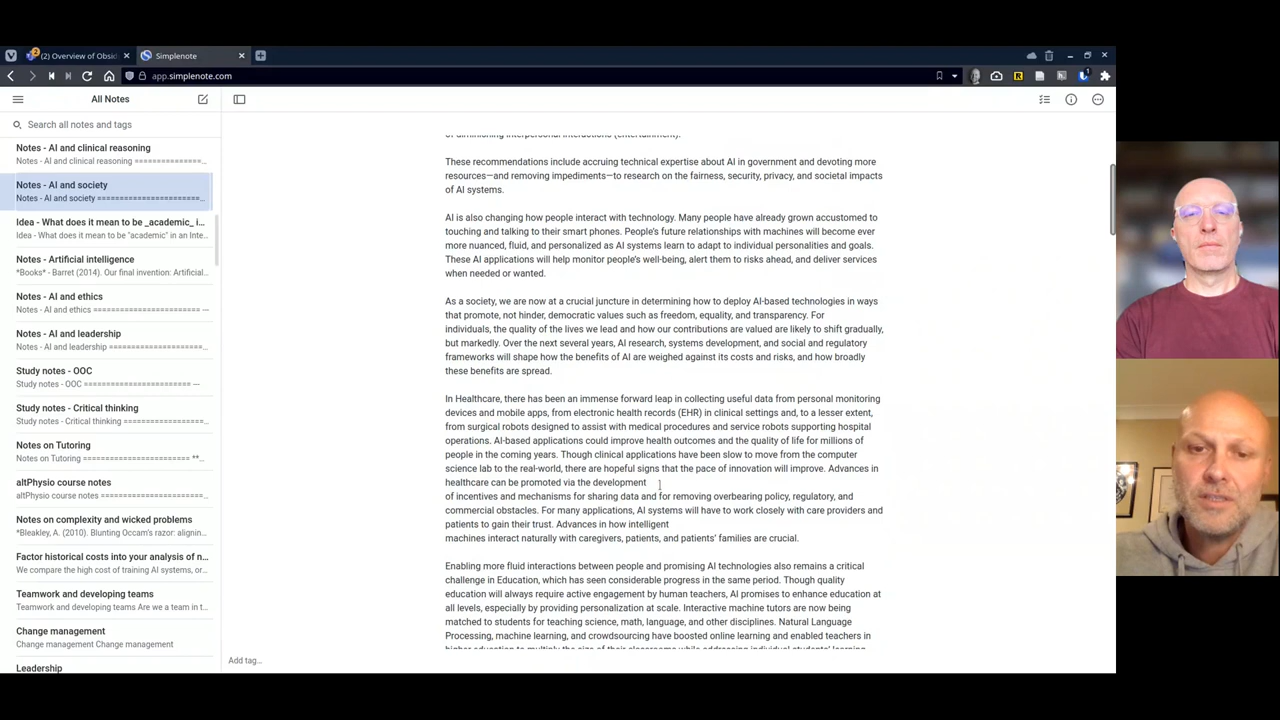 2
(2) Overview of Obsid
Simplenote
app.simplenote.com
R
1
All Notes
Search all notes and tags
Notes - AI and clinical reasoning
Notes - AI and clinical reasoning ===============...
Notes - AI and society
Notes - AI and society =======================...
Idea - What does it mean to be _academic_ i...
Idea - What does it mean to be "academic" in an Inte...
Notes - Artificial intelligence
*Books* - Barret (2014). Our final invention: Artificial...
Notes - AI and ethics
Notes - AI and ethics ==================== ---
Notes - AI and leadership
Notes - AI and leadership ====================...
Study notes - OOC
Study notes - OOC ==================== ---
Study notes - Critical thinking
Study notes - Critical thinking ==================...
Notes on Tutoring
Notes on Tutoring ==================== **...
altPhysio course notes
altPhysio course notes ====================...
Notes on complexity and wicked problems
*Bleakley, A. (2010). Blunting Occam's razor: alignin...
Factor historical costs into your analysis of n...
We compare the high cost of training AI systems, or...
Teamwork and developing teams
Teamwork and developing teams Are we a team in t...
Change management
Change management Change management
Leadership
of diminishing interpersonal interactions (entertainment).
These recommendations include accruing technical expertise about AI in government and devoting more
resources—and removing impediments—to research on the fairness, security, privacy, and societal impacts
of AI systems.
AI is also changing how people interact with technology. Many people have already grown accustomed to
touching and talking to their smart phones. People's future relationships with machines will become ever
more nuanced, fluid, and personalized as AI systems learn to adapt to individual personalities and goals.
These AI applications will help monitor people's well-being, alert them to risks ahead, and deliver services
when needed or wanted.
As a society, we are now at a crucial juncture in determining how to deploy AI-based technologies in ways
that promote, not hinder, democratic values such as freedom, equality, and transparency. For
individuals, the quality of the lives we lead and how our contributions are valued are likely to shift gradually,
but markedly. Over the next several years, AI research, systems development, and social and regulatory
frameworks will shape how the benefits of AI are weighed against its costs and risks, and how broadly
these benefits are spread.
In Healthcare, there has been an immense forward leap in collecting useful data from personal monitoring
devices and mobile apps, from electronic health records (EHR) in clinical settings and, to a lesser extent,
from surgical robots designed to assist with medical procedures and service robots supporting hospital
operations. AI-based applications could improve health outcomes and the quality of life for millions of
people in the coming years. Though clinical applications have been slow to move from the computer
science lab to the real-world, there are hopeful signs that the pace of innovation will improve. Advances in
healthcare can be promoted via the development
of incentives and mechanisms for sharing data and for removing overbearing policy, regulatory, and
commercial obstacles. For many applications, AI systems will have to work closely with care providers and
patients to gain their trust. Advances in how intelligent
machines interact naturally with caregivers, patients, and patients' families are crucial.
Enabling more fluid interactions between people and promising AI technologies also remains a critical
challenge in Education, which has seen considerable progress in the same period. Though quality
education will always require active engagement by human teachers, AI promises to enhance education at
all levels, especially by providing personalization at scale. Interactive machine tutors are now being
matched to students for teaching science, math, language, and other disciplines. Natural Language
Processing, machine learning, and crowdsourcing have boosted online learning and enabled teachers in
higher education to multiply the size of their classrooms while addressing individual students' learning
Add tag...